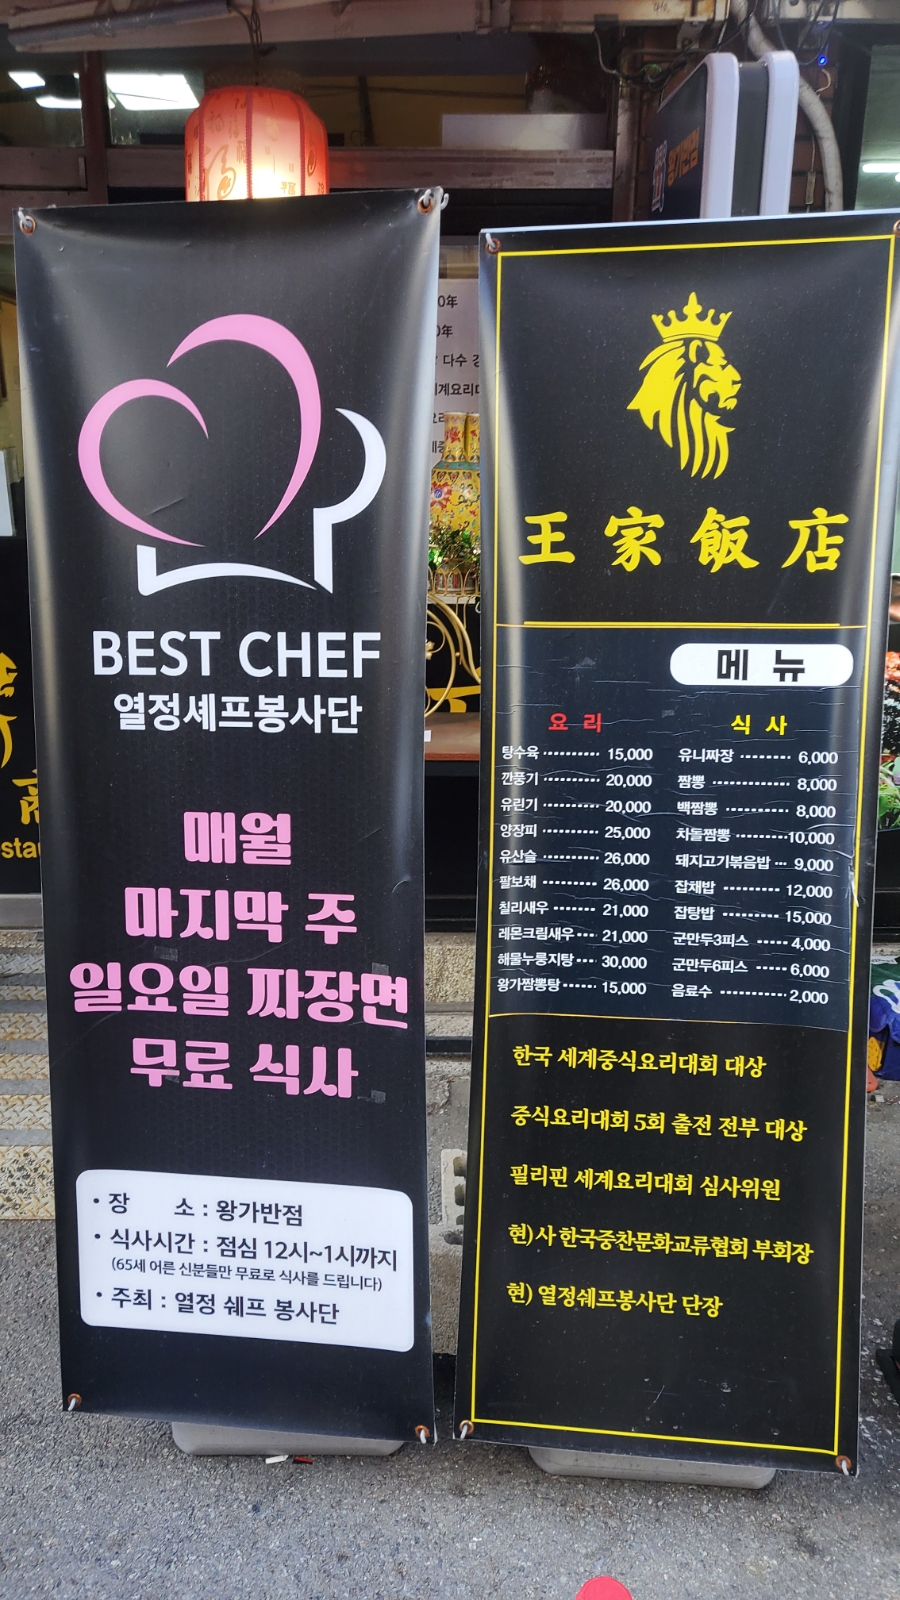 BEST CHEF
열정셰프봉사단
매월
마지막 주
일요일 짜장면
무료 식사
• 장 소 : 왕가반점
• 식사시간 : 점심 12시~1시까지
(65세 어른 신분들만 무료로 식사를 드립니다)
• 주최 : 열정 쉐프 봉사단
王家飯店
메뉴
요리
탕수육 15,000
깐풍기 20,000
유린기 20,000
양장피 25,000
유산슬 26,000
팔보채 26,000
칠리새우 21,000
레몬크림새우 21,000
해물누룽지탕 30,000
왕가짬뽕탕 15,000
식사
유니짜장 6,000
짬뽕 8,000
백짬뽕 8,000
차돌짬뽕 10,000
돼지고기볶음밥 9,000
잡채밥 12,000
잡탕밥 15,000
군만두3피스 4,000
군만두6피스 6,000
음료수 2,000
한국 세계중식요리대회 대상
중식요리대회 5회 출전 전부 대상
필리핀 세계요리대회 심사위원
현) 사 한국중찬문화교류협회 부회장
현) 열정쉐프봉사단 단장
0年
0年
다수
계요리